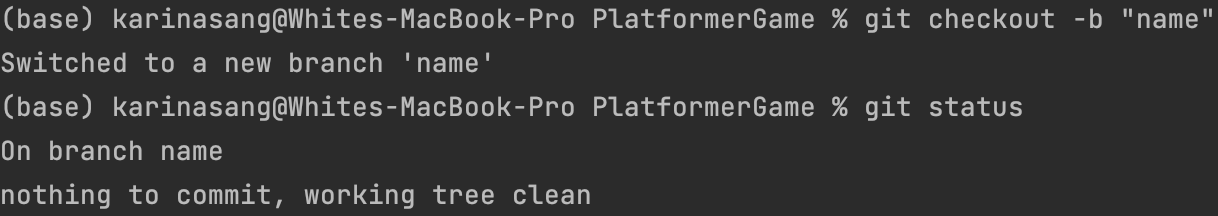 (base) karinasang@Whites-MacBook-Pro PlatformerGame % git checkout -b "name"
Switched to a new branch 'name'
(base) karinasang@Whites-MacBook-Pro PlatformerGame % git status
On branch name
nothing to commit, working tree clean